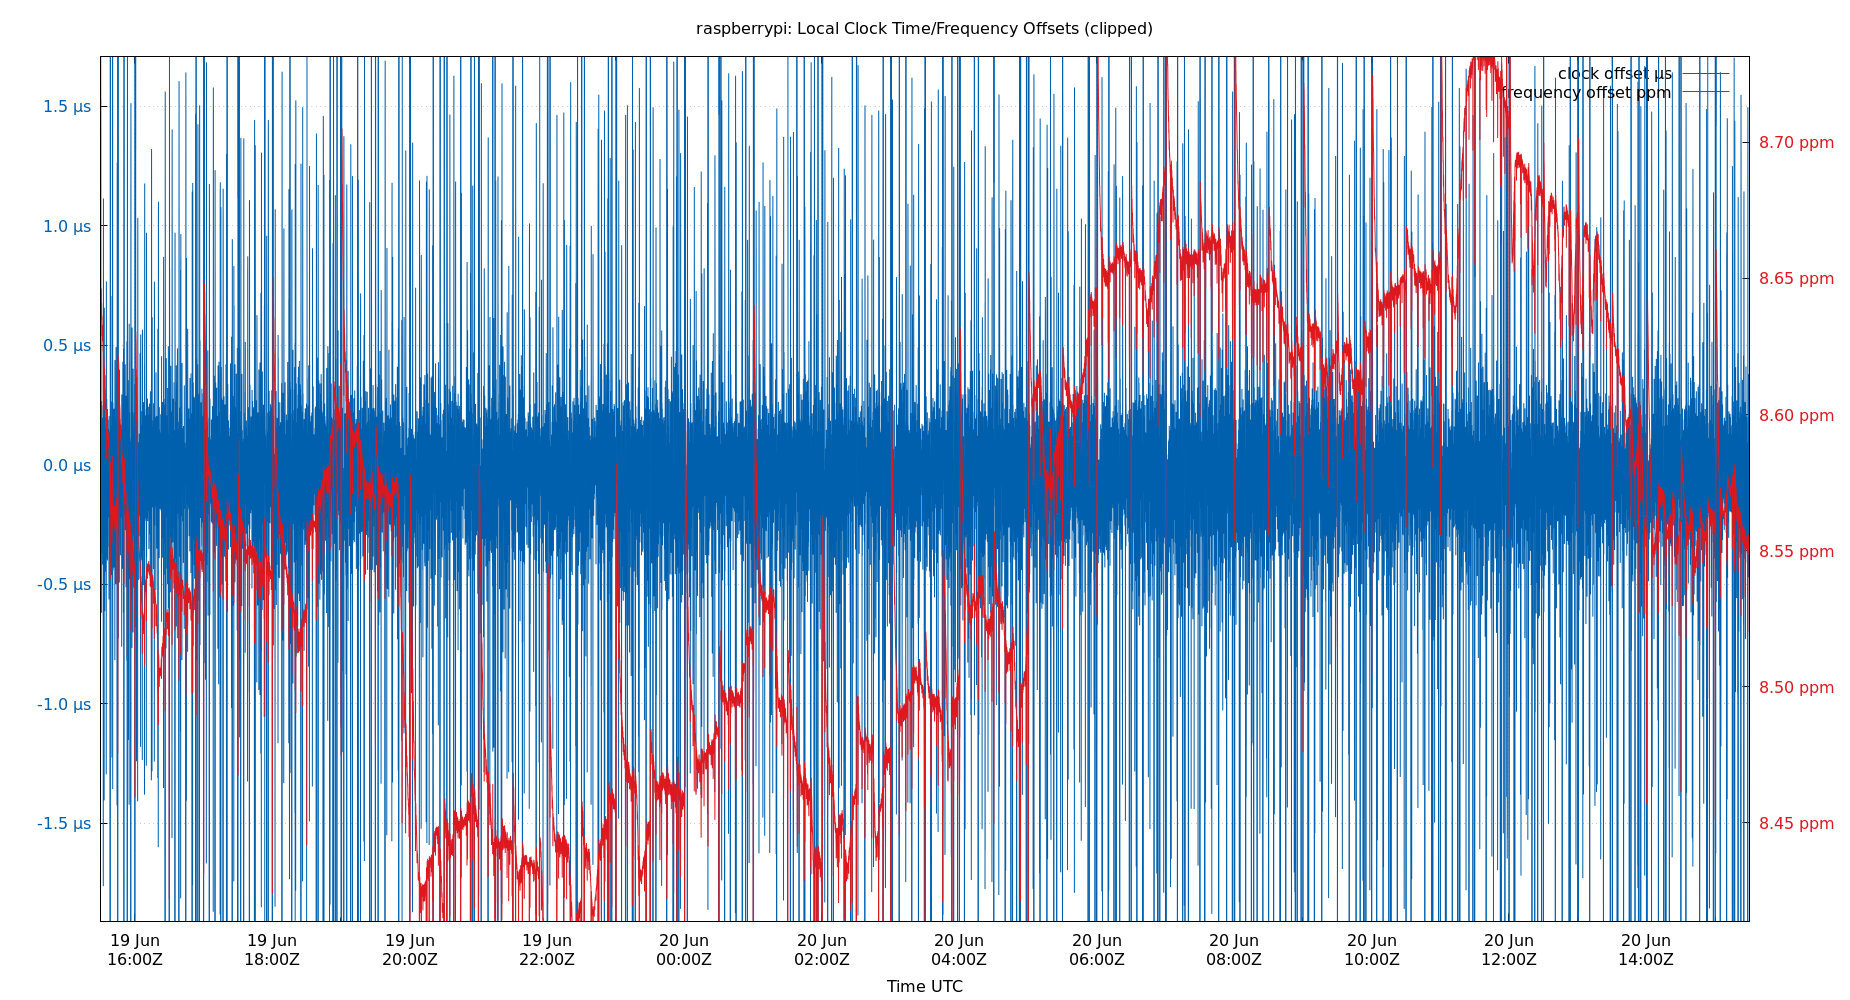 raspberrypi: Local Clock Time/Frequency Offsets (clipped)
clock offset µs
frequency offset ppm
1.5 µs
1.0 µs
0.5 µs
0.0 µs
-0.5 µs
-1.0 µs
-1.5 µs
8.70 ppm
8.65 ppm
8.60 ppm
8.55 ppm
8.50 ppm
8.45 ppm
19 Jun 19 Jun 19 Jun 19 Jun 20 Jun 20 Jun 20 Jun 20 Jun 20 Jun 20 Jun 20 Jun 20 Jun
16:00Z 18:00Z 20:00Z 22:00Z 00:00Z 02:00Z 04:00Z 06:00Z 08:00Z 10:00Z 12:00Z 14:00Z
Time UTC